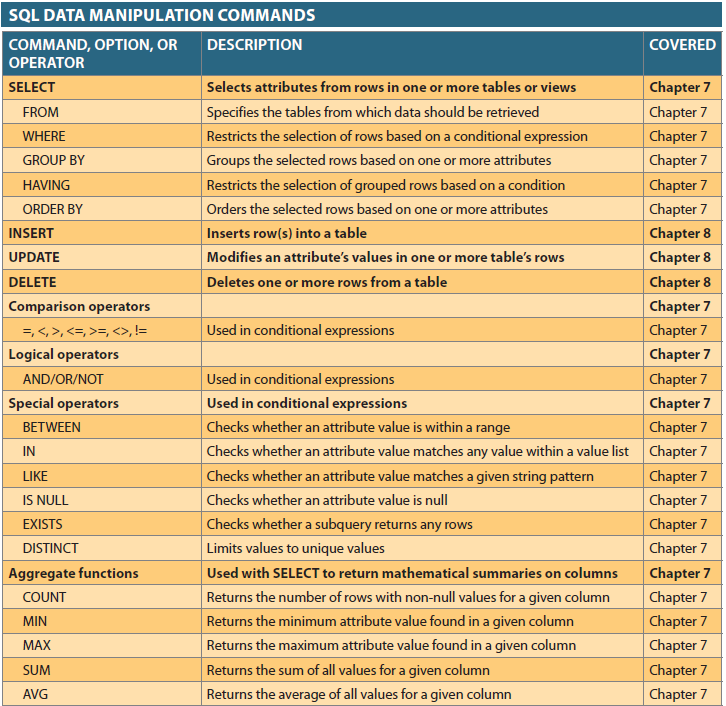 SQL DATA MANIPULATION COMMANDS
COMMAND, OPTION, OR OPERATOR DESCRIPTION COVERED
SELECT Selects attributes from rows in one or more tables or views Chapter 7
FROM Specifies the tables from which data should be retrieved Chapter 7
WHERE Restricts the selection of rows based on a conditional expression Chapter 7
GROUP BY Groups the selected rows based on one or more attributes Chapter 7
HAVING Restricts the selection of grouped rows based on a condition Chapter 7
ORDER BY Orders the selected rows based on one or more attributes Chapter 7
INSERT Inserts row(s) into a table Chapter 8
UPDATE Modifies an attribute's values in one or more table's rows Chapter 8
DELETE Deletes one or more rows from a table Chapter 8
Comparison operators Chapter 7
=, <, >, <=, >=, <>, != Used in conditional expressions Chapter 7
Logical operators Chapter 7
AND/OR/NOT Used in conditional expressions Chapter 7
Special operators Used in conditional expressions Chapter 7
BETWEEN Checks whether an attribute value is within a range Chapter 7
IN Checks whether an attribute value matches any value within a value list Chapter 7
LIKE Checks whether an attribute value matches a given string pattern Chapter 7
IS NULL Checks whether an attribute value is null Chapter 7
EXISTS Checks whether a subquery returns any rows Chapter 7
DISTINCT Limits values to unique values Chapter 7
Aggregate functions Used with SELECT to return mathematical summaries on columns Chapter 7
COUNT Returns the number of rows with non-null values for a given column Chapter 7
MIN Returns the minimum attribute value found in a given column Chapter 7
MAX Returns the maximum attribute value found in a given column Chapter 7
SUM Returns the sum of all values for a given column Chapter 7
AVG Returns the average of all values for a given column Chapter 7